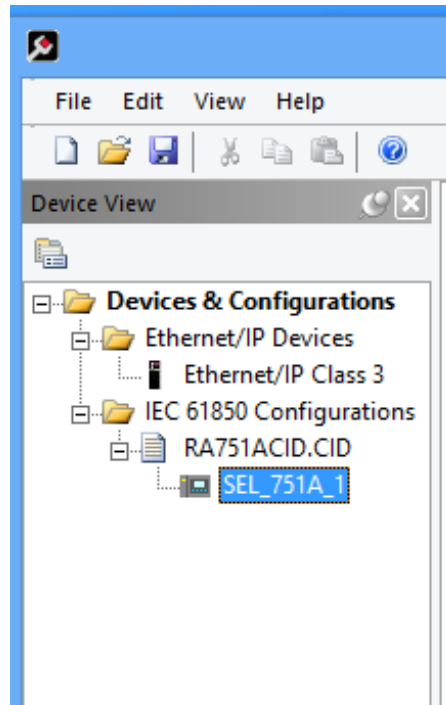 File Edit View Help
Device View
Devices & Configurations
Ethernet/IP Devices
Ethernet/IP Class 3
IEC 61850 Configurations
RA751ACID.CID
SEL_751A_1